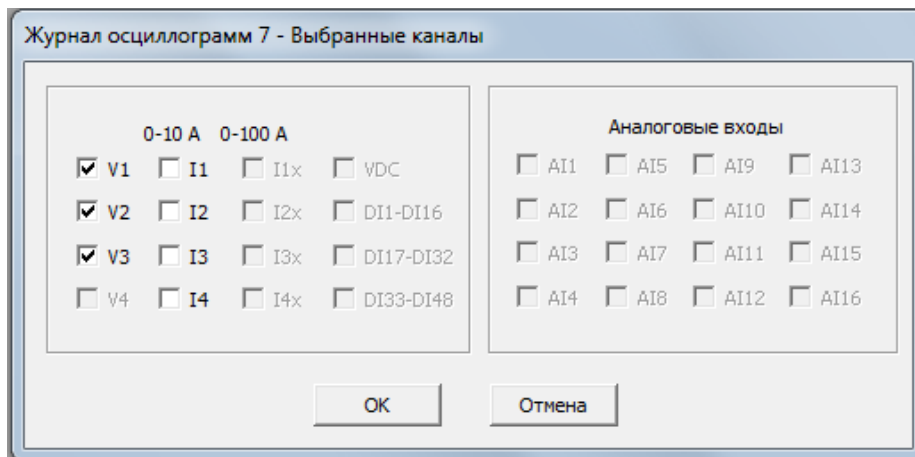 Журнал осциллограмм 7 - Выбранные каналы
0-10 A 0-100 A
V1 I1 I1x VDC
V2 I2 I2x DI1-DI16
V3 I3 I3x DI17-DI32
V4 I4 I4x DI33-DI48
Аналоговые входы
AI1 AI5 AI9 AI13
AI2 AI6 AI10 AI14
AI3 AI7 AI11 AI15
AI4 AI8 AI12 AI16
OK Отмена